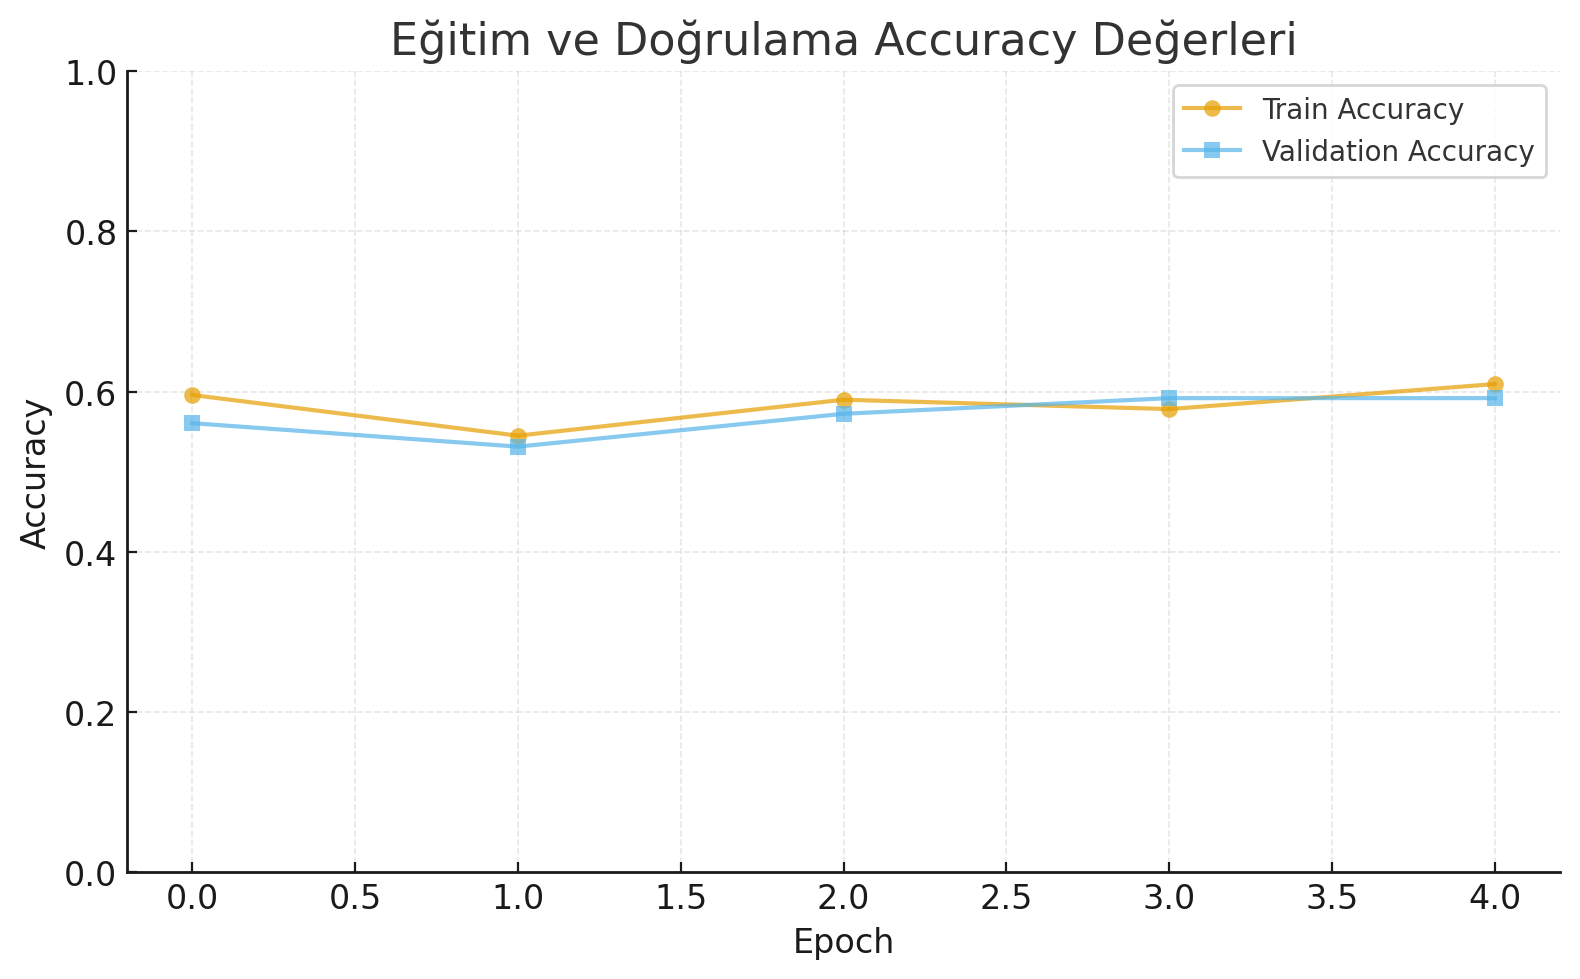 Eğitim ve Doğrulama Accuracy Değerleri
Train Accuracy
Validation Accuracy
Accuracy
1.0
0.8
0.6
0.4
0.2
0.0
0.0 0.5 1.0 1.5 2.0 2.5 3.0 3.5 4.0
Epoch